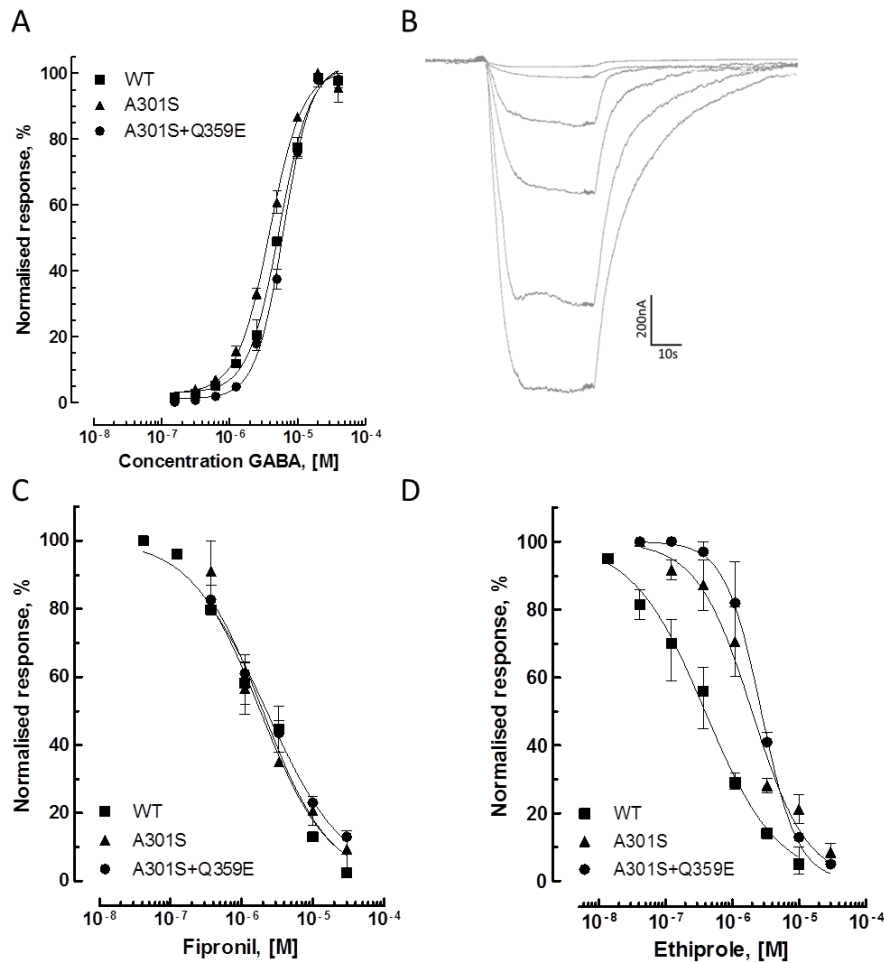 A
Normalised response, %
100
80
60
40
20
0
WT
A301S
A301S+Q359E
10⁻⁸ 10⁻⁷ 10⁻⁶ 10⁻⁵ 10⁻⁴
Concentration GABA, [M]
B
200nA
10s
C
Normalised response, %
100
80
60
40
20
0
WT
A301S
A301S+Q359E
10⁻⁸ 10⁻⁷ 10⁻⁶ 10⁻⁵ 10⁻⁴
Fipronil, [M]
D
Normalised response, %
100
80
60
40
20
0
WT
A301S
A301S+Q359E
10⁻⁸ 10⁻⁷ 10⁻⁶ 10⁻⁵ 10⁻⁴
Ethiprole, [M]